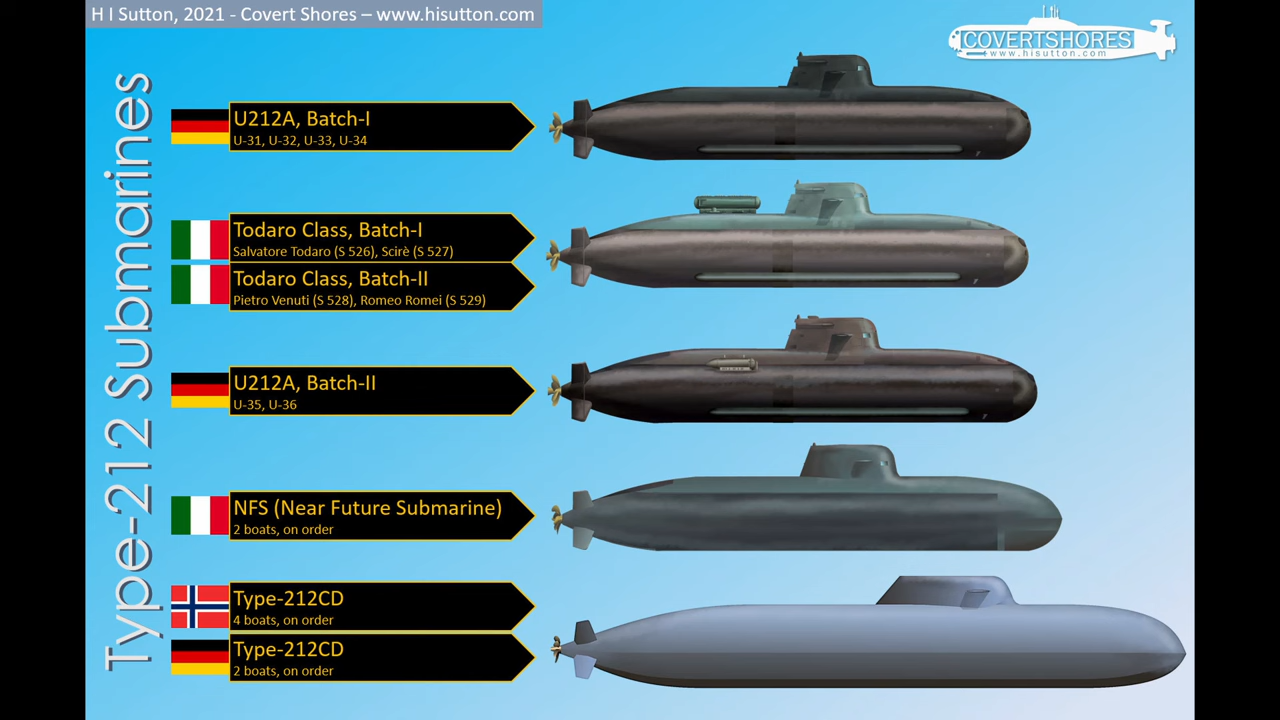 H I Sutton, 2021 - Covert Shores – www.hisutton.com
COVERTSHORES
www.hisutton.com
Type-212 Submarines
U212A, Batch-I
U-31, U-32, U-33, U-34
Todaro Class, Batch-I
Salvatore Todaro (S 526), Scirè (S 527)
Todaro Class, Batch-II
Pietro Venuti (S 528), Romeo Romei (S 529)
U212A, Batch-II
U-35, U-36
NFS (Near Future Submarine)
2 boats, on order
Type-212CD
4 boats, on order
Type-212CD
2 boats, on order